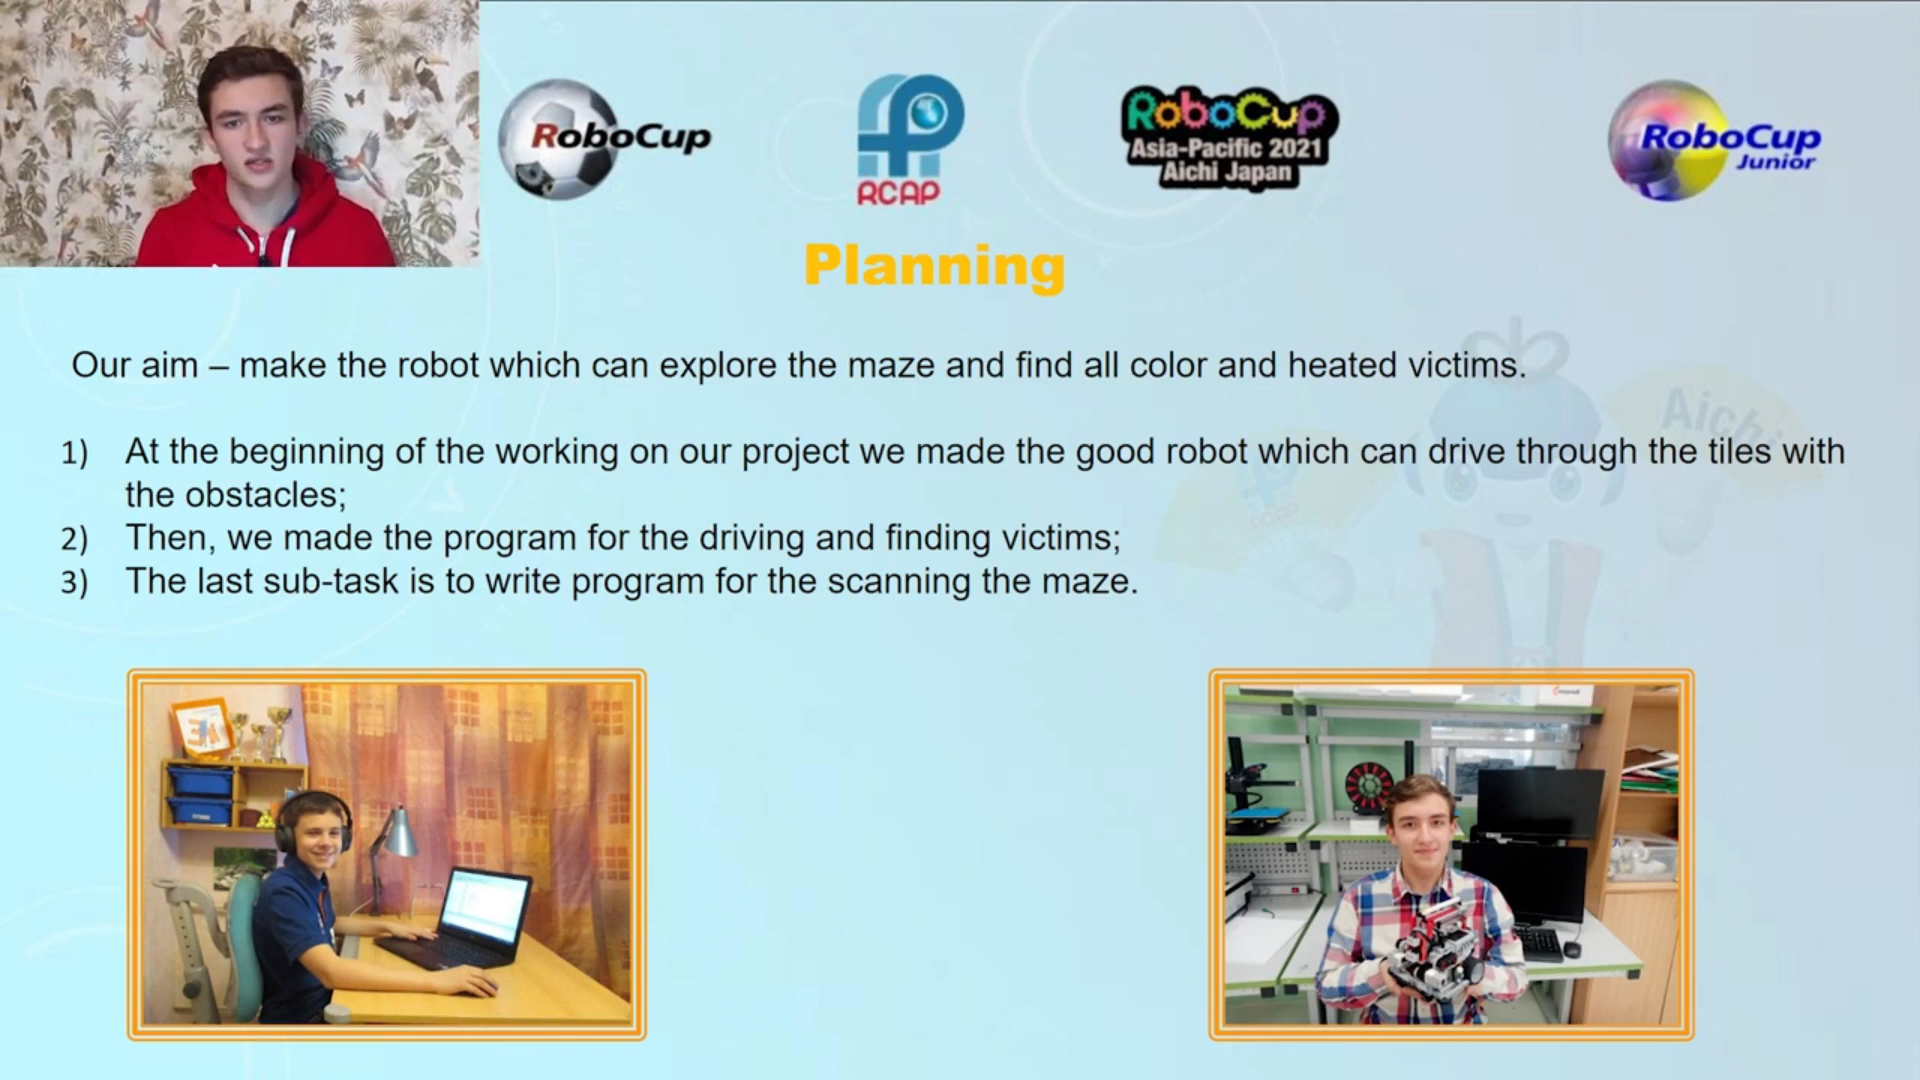 RoboCup
RCAP
RoboCup
Asia-Pacific 2021
Aichi Japan
RoboCup
Junior
Planning
Our aim – make the robot which can explore the maze and find all color and heated victims.
1) At the beginning of the working on our project we made the good robot which can drive through the tiles with
the obstacles;
2) Then, we made the program for the driving and finding victims;
3) The last sub-task is to write program for the scanning the maze.
Aichi
RCAP